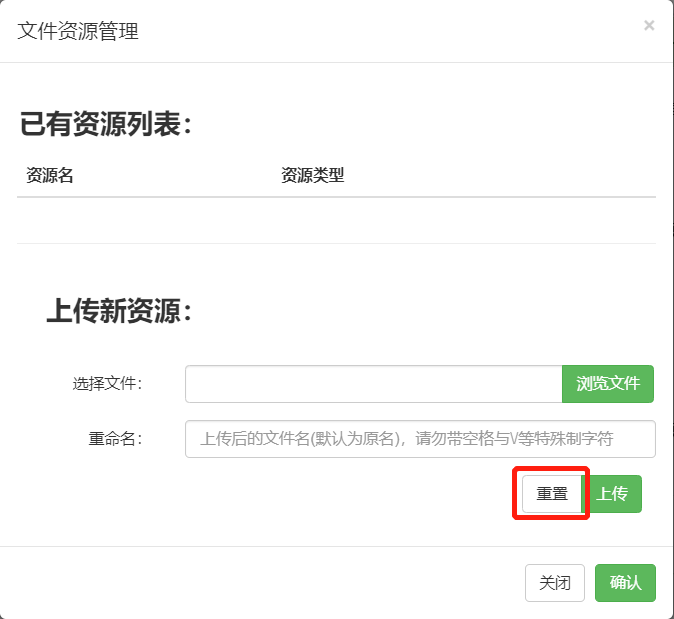 文件资源管理
×
已有资源列表：
资源名 资源类型
上传新资源：
选择文件： 浏览文件
重命名： 上传后的文件名(默认为原名)，请勿带空格与\/等特殊制字符
重置 上传
关闭 确认